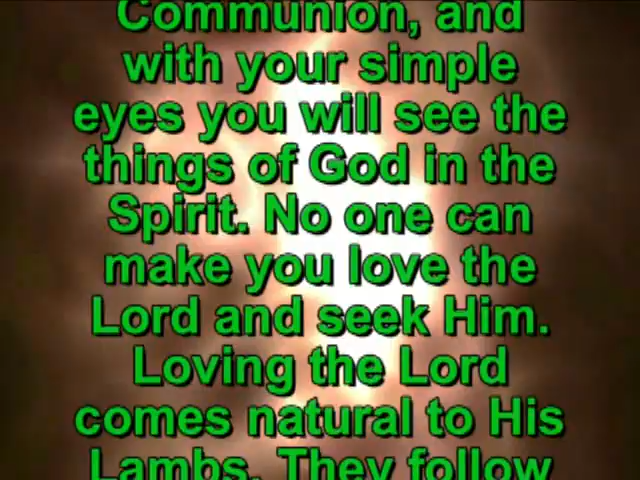 Communion, and
with your simple
eyes you will see the
things of God in the
Spirit. No one can
make you love the
Lord and seek Him.
Loving the Lord
comes natural to His
Lambs. They follow